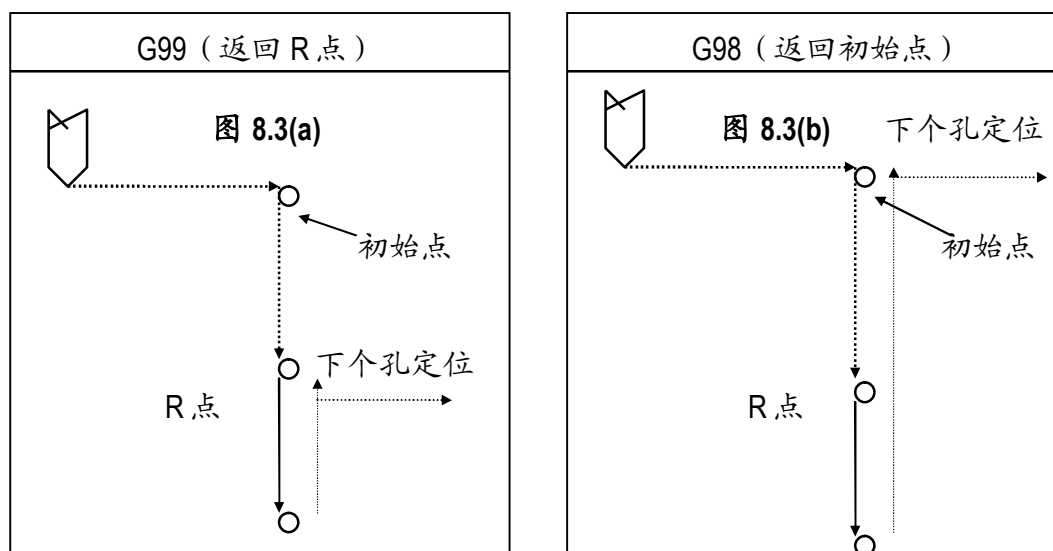 G99（返回 R 点）
图 8.3(a)
初始点
下个孔定位
R 点
G98（返回初始点）
图 8.3(b)
下个孔定位
初始点
R 点